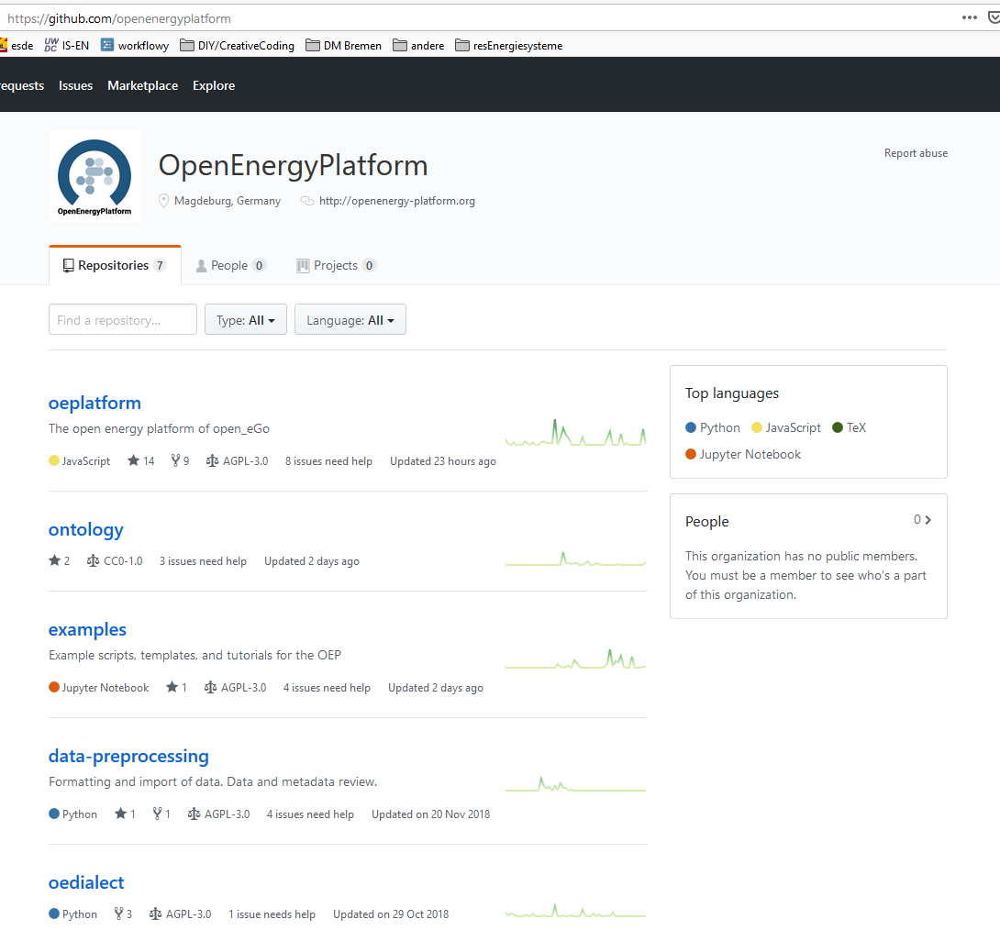 https://github.com/openenergyplatform
esde IS-EN workflowy DIY/CreativeCoding DM Bremen andere resEnergiesysteme
equests Issues Marketplace Explore
OpenEnergyPlatform
OpenEnergyPlatform
Report abuse
Magdeburg, Germany http://openenergy-platform.org
Repositories 7 People 0 Projects 0
Find a repository... Type: All Language: All
oeplatform
The open energy platform of open_eGo
JavaScript 14 9 AGPL-3.0 8 issues need help Updated 23 hours ago
ontology
2 CC0-1.0 3 issues need help Updated 2 days ago
examples
Example scripts, templates, and tutorials for the OEP
Jupyter Notebook 1 AGPL-3.0 4 issues need help Updated 2 days ago
data-preprocessing
Formatting and import of data. Data and metadata review.
Python 1 1 AGPL-3.0 4 issues need help Updated on 20 Nov 2018
oedialect
Python 3 AGPL-3.0 1 issue needs help Updated on 29 Oct 2018
Top languages
Python JavaScript TeX
Jupyter Notebook
People 0
This organization has no public members.
You must be a member to see who's a part
of this organization.